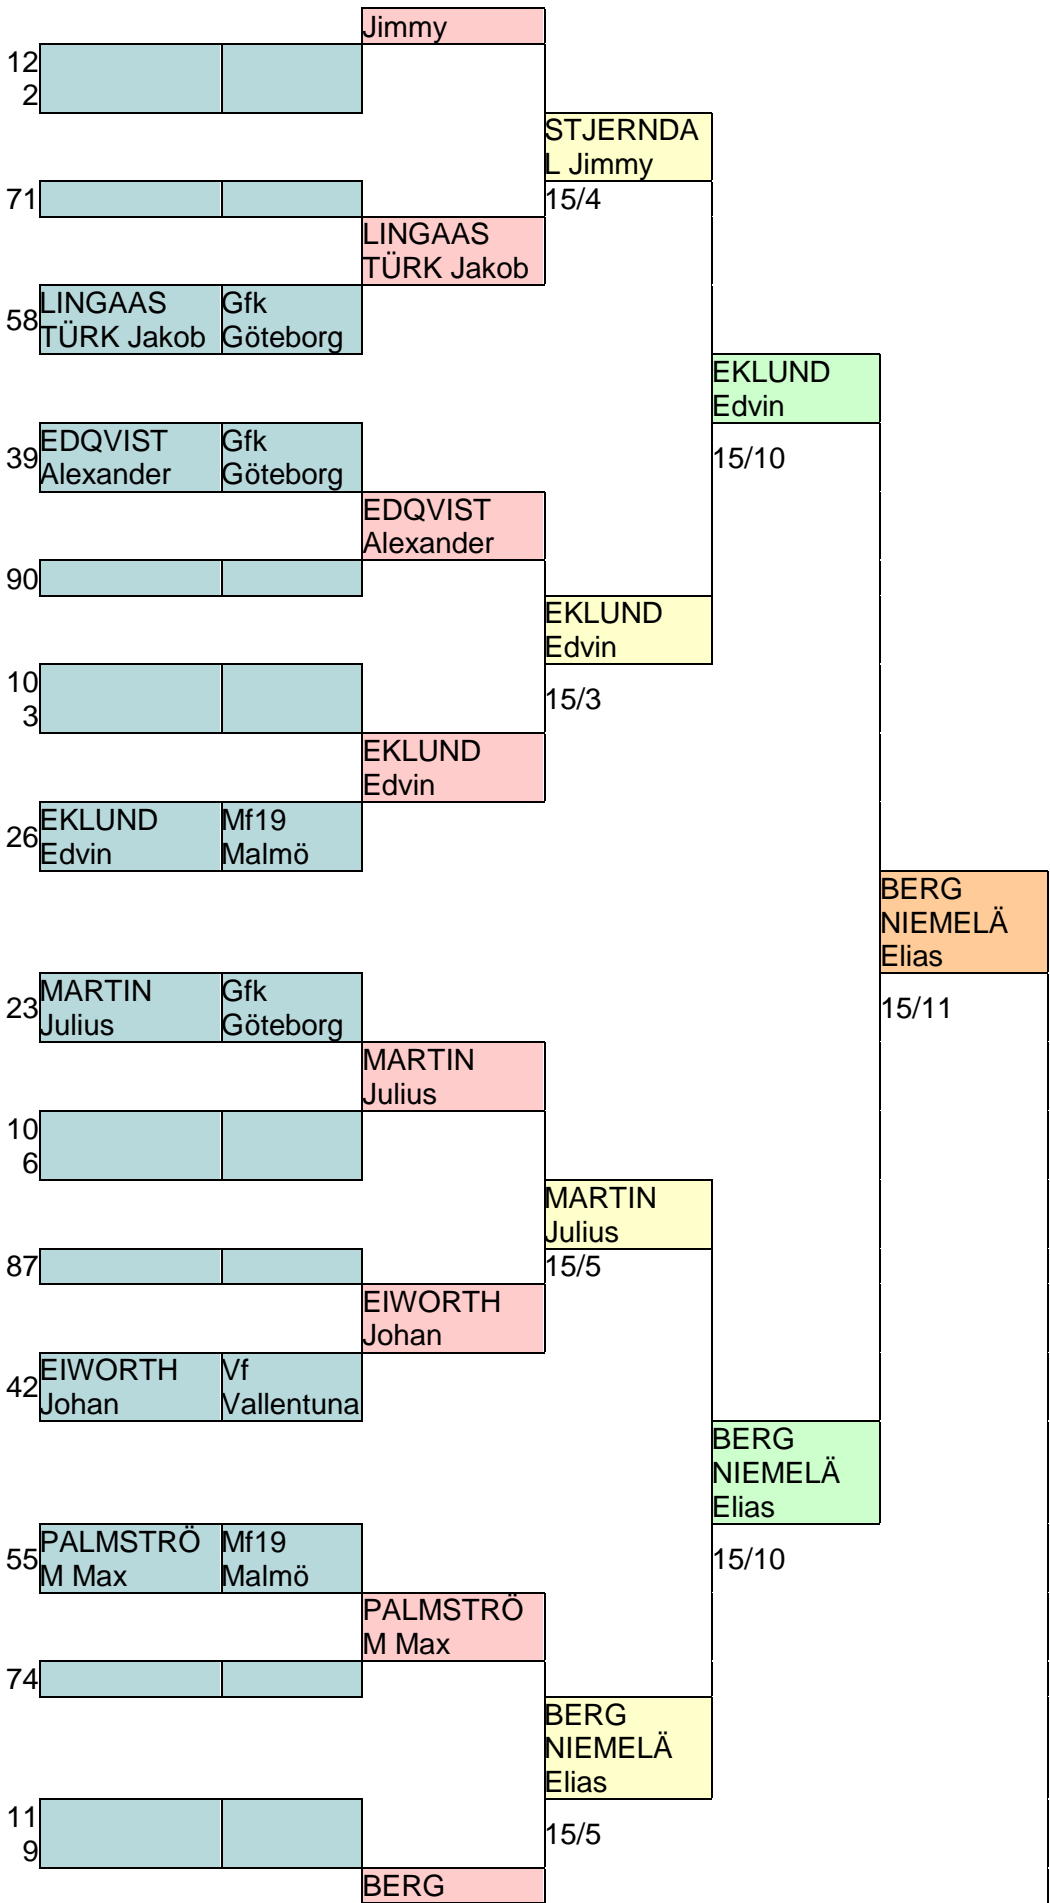 Jimmy
12
2
STJERNDA
L Jimmy
71
15/4
LINGAAS
TÜRK Jakob
58
LINGAAS
TÜRK Jakob
Gfk
Göteborg
EKLUND
Edvin
39
EDQVIST
Alexander
Gfk
Göteborg
15/10
EDQVIST
Alexander
90
EKLUND
Edvin
10
3
15/3
EKLUND
Edvin
26
EKLUND
Edvin
Mf19
Malmö
BERG
NIEMELÄ
Elias
23
MARTIN
Julius
Gfk
Göteborg
15/11
MARTIN
Julius
10
6
MARTIN
Julius
87
15/5
EIWORTH
Johan
42
EIWORTH
Johan
Vf
Vallentuna
BERG
NIEMELÄ
Elias
55
PALMSTRÖ
M Max
Mf19
Malmö
15/10
PALMSTRÖ
M Max
74
BERG
NIEMELÄ
Elias
11
9
15/5
BERG